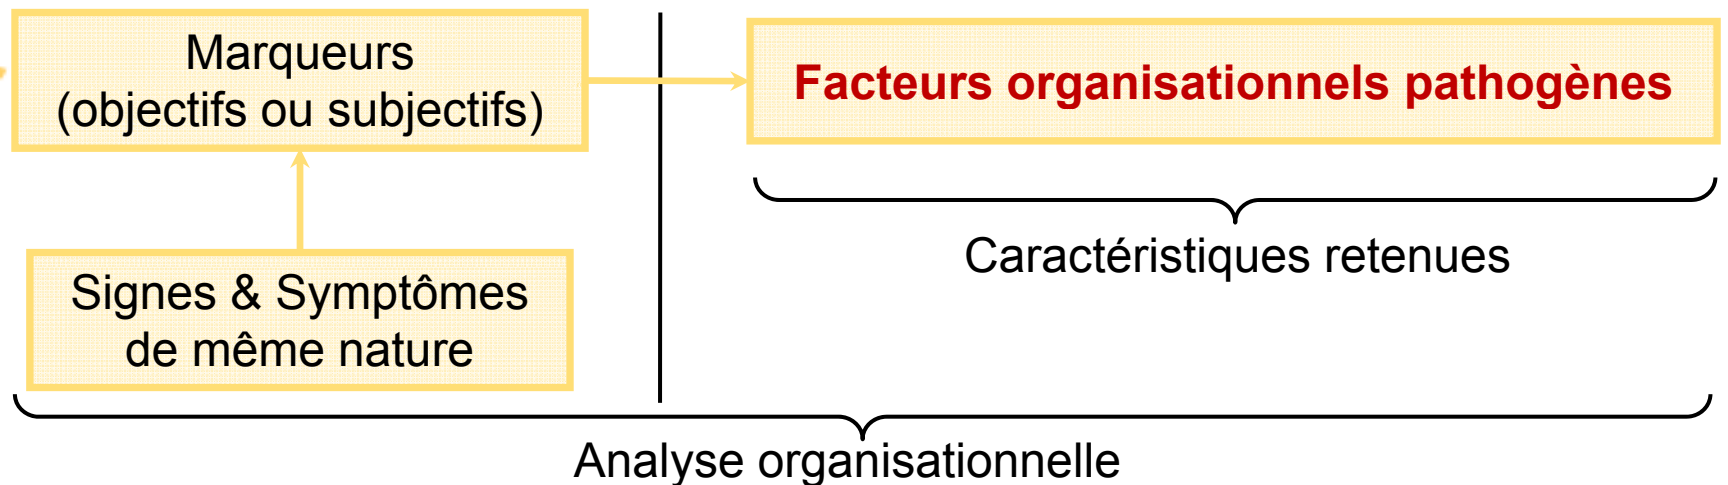 Marqueurs
(objectifs ou subjectifs)
Facteurs organisationnels pathogènes
Signes & Symptômes
de même nature
Caractéristiques retenues
Analyse organisationnelle